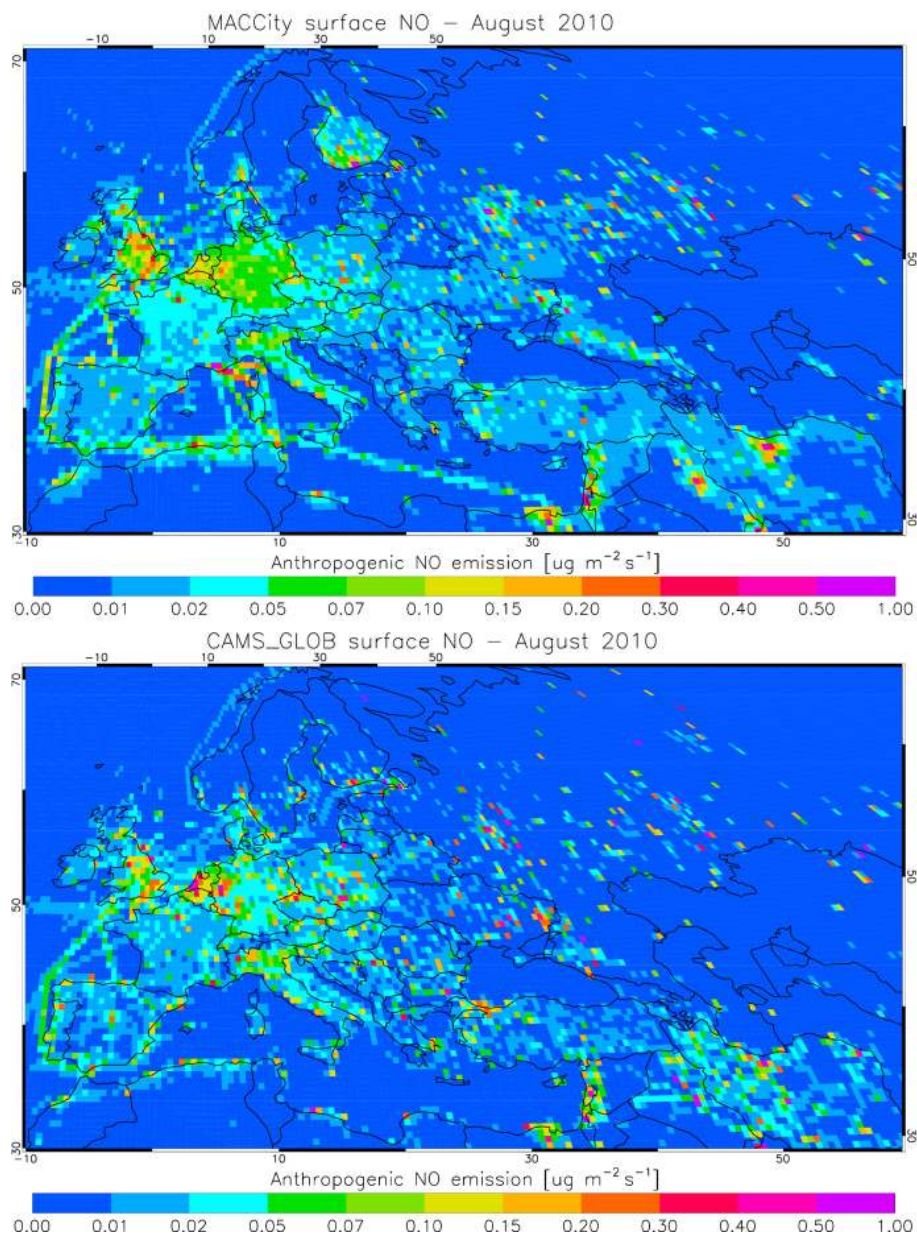 MACCity surface NO – August 2010
-10 10 30 50
70 50 30
50 30
-10 10 30 50
Anthropogenic NO emission [ug m⁻² s⁻¹]
0.00 0.01 0.02 0.05 0.07 0.10 0.15 0.20 0.30 0.40 0.50 1.00
CAMS_GLOB surface NO – August 2010
-10 10 30 50
70 50 30
50 30
-10 10 30 50
Anthropogenic NO emission [ug m⁻² s⁻¹]
0.00 0.01 0.02 0.05 0.07 0.10 0.15 0.20 0.30 0.40 0.50 1.00